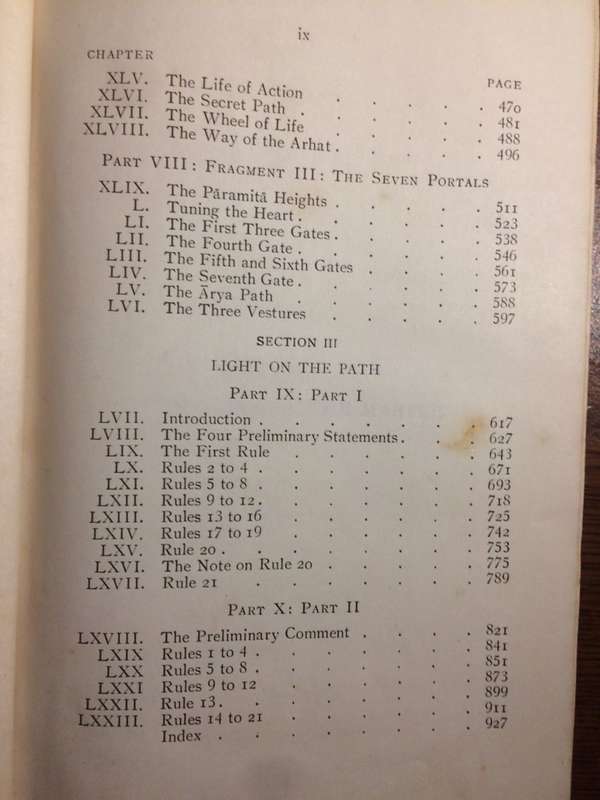 ix
CHAPTER PAGE
XLV. The Life of Action . . . . . 470
XLVI. The Secret Path . . . . . . 481
XLVII. The Wheel of Life . . . . . 488
XLVIII. The Way of the Arhat . . . . . 496
PART VIII: FRAGMENT III: THE SEVEN PORTALS
XLIX. The Pāramitā Heights . . . . . 511
L. Tuning the Heart . . . . . . 523
LI. The First Three Gates . . . . . 538
LII. The Fourth Gate . . . . . . 546
LIII. The Fifth and Sixth Gates . . . . 561
LIV. The Seventh Gate . . . . . . 573
LV. The Ārya Path . . . . . . 588
LVI. The Three Vestures . . . . . 597
SECTION III
LIGHT ON THE PATH
PART IX: PART I
LVII. Introduction . . . . . . . 617
LVIII. The Four Preliminary Statements . . . 627
LIX. The First Rule . . . . . . 643
LX. Rules 2 to 4 . . . . . . . 671
LXI. Rules 5 to 8 . . . . . . . 693
LXII. Rules 9 to 12 . . . . . . . 718
LXIII. Rules 13 to 16 . . . . . . 725
LXIV. Rules 17 to 19 . . . . . . 742
LXV. Rule 20 . . . . . . . . 753
LXVI. The Note on Rule 20 . . . . . 775
LXVII. Rule 21 . . . . . . . 789
PART X: PART II
LXVIII. The Preliminary Comment . . . . 821
LXIX Rules 1 to 4 . . . . . . . 841
LXX Rules 5 to 8 . . . . . . . 851
LXXI Rules 9 to 12 . . . . . . 873
LXXII. Rule 13 . . . . . . . . 899
LXXIII. Rules 14 to 21 . . . . . . 911
Index . . . . . . . . 927